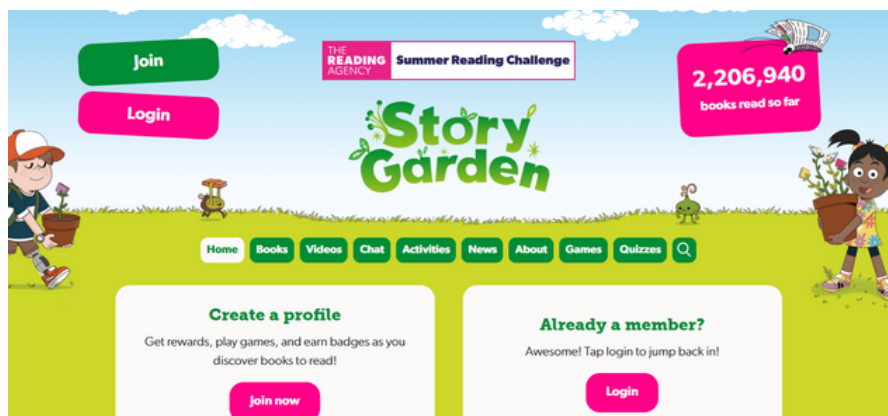 Join
Login
THE
READING
AGENCY
Summer Reading Challenge
2,206,940
books read so far
Story
Garden
Home
Books
Videos
Chat
Activities
News
About
Games
Quizzes
Create a profile
Get rewards, play games, and earn badges as you
discover books to read!
Join now
Already a member?
Awesome! Tap login to jump back in!
Login